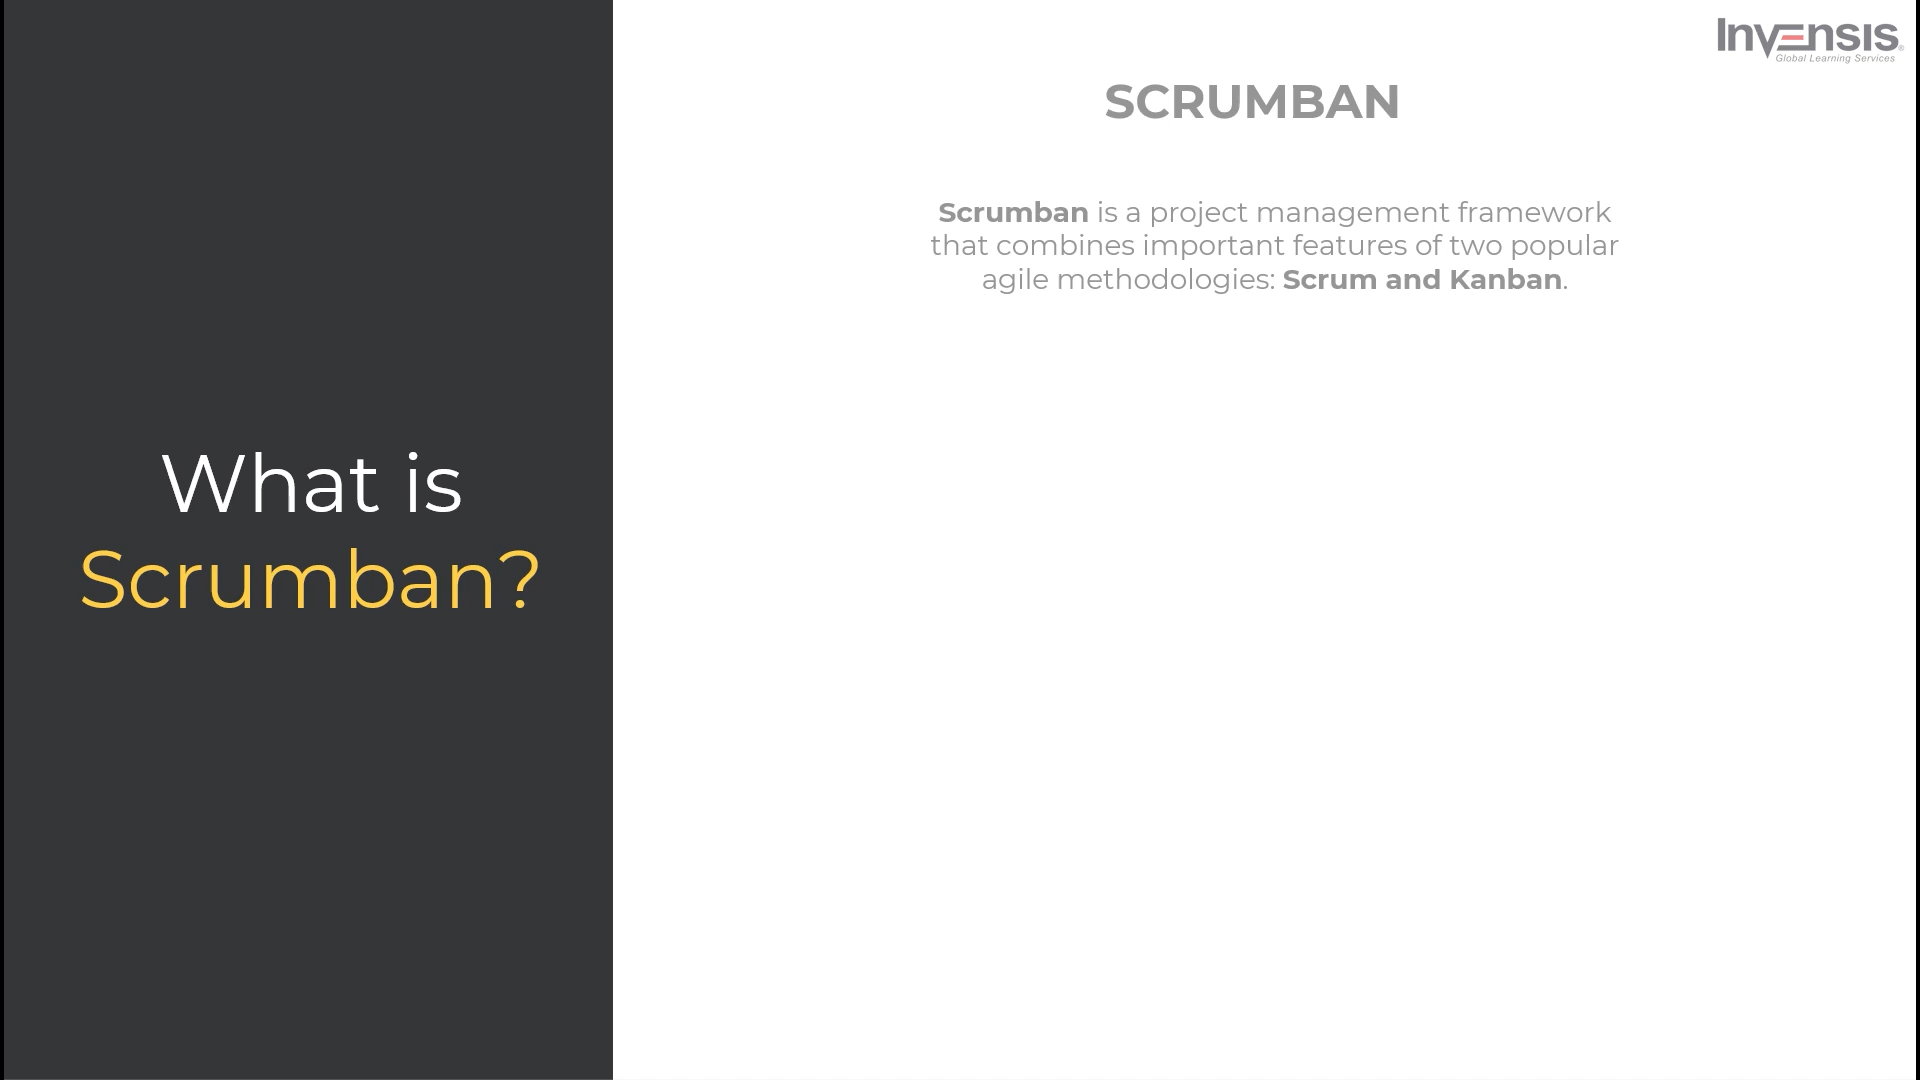 What is
Scrumban?
Invensis
Global Learning Services
SCRUMBAN
Scrumban is a project management framework
that combines important features of two popular
agile methodologies: Scrum and Kanban.